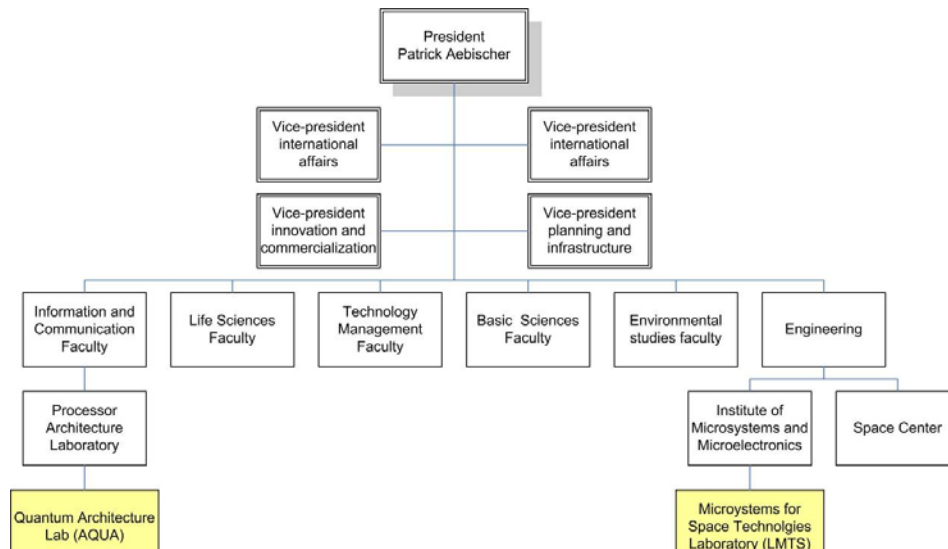 President
Patrick Aebischer
Vice-president
international
affairs
Vice-president
international
affairs
Vice-president
innovation and
commercialization
Vice-president
planning and
infrastructure
Information and
Communication
Faculty
Life Sciences
Faculty
Technology
Management
Faculty
Basic Sciences
Faculty
Environmental
studies faculty
Engineering
Processor
Architecture
Laboratory
Institute of
Microsystems and
Microelectronics
Space Center
Quantum Architecture
Lab (AQUA)
Microystems for
Space Technolgies
Laboratory (LMTS)